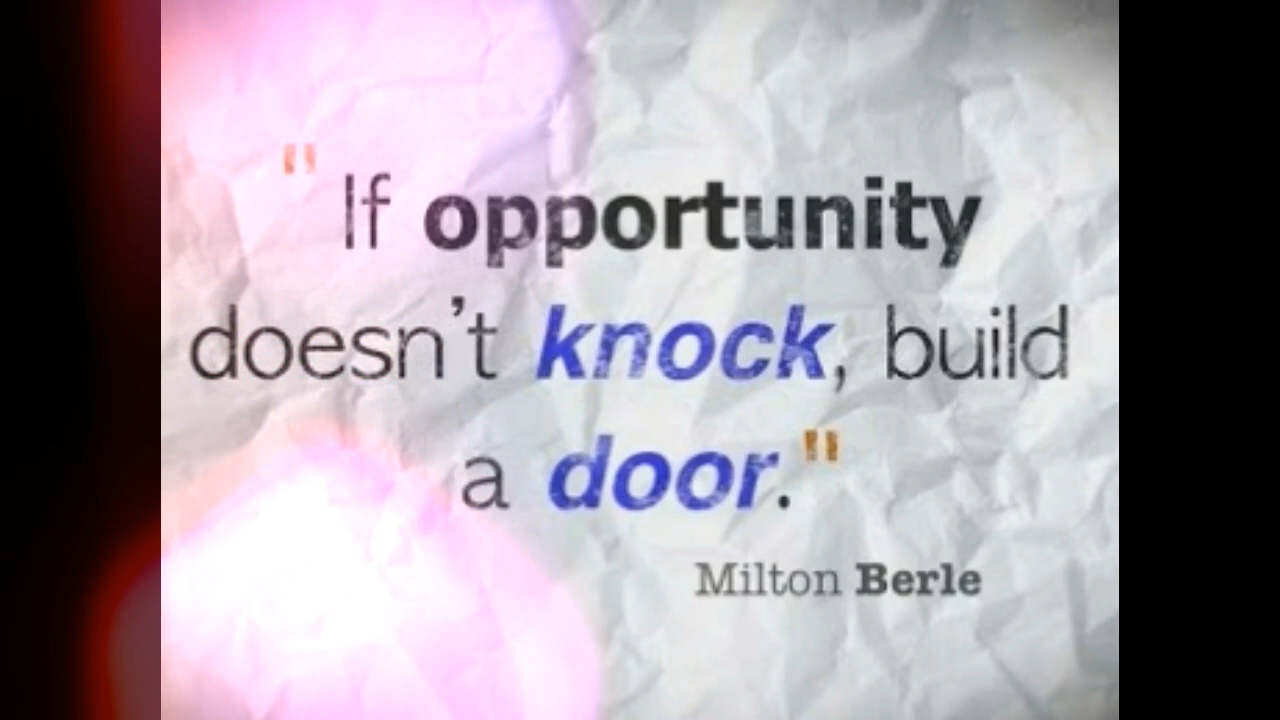 "If opportunity
doesn't knock, build
a door."
Milton Berle